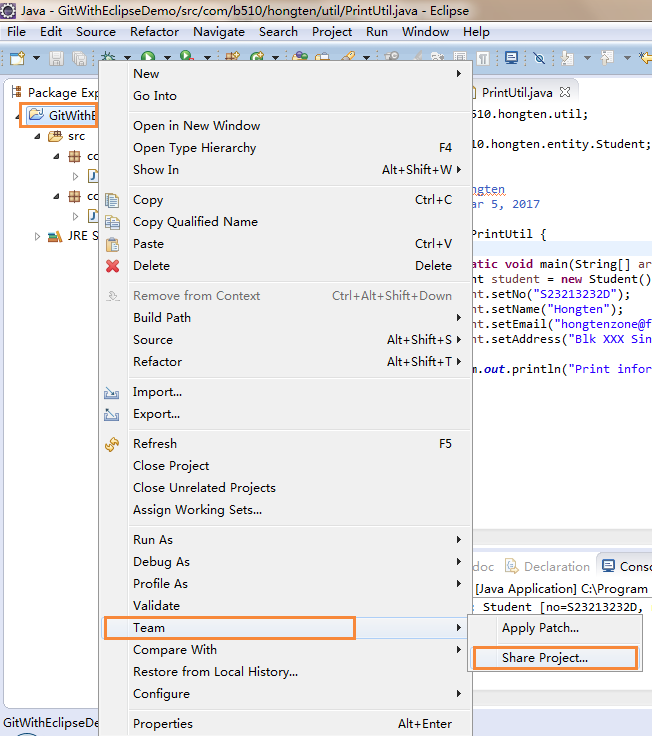 Java - GitWithEclipseDemo/src/com/b510/hongten/util/PrintUtil.java - Eclipse
File Edit Source Refactor Navigate Search Project Run Window Help
Package Exp
GitWithE
src
co
J
co
J
JRE S
New
Go Into
Open in New Window
Open Type Hierarchy F4
Show In Alt+Shift+W
Copy Ctrl+C
Copy Qualified Name
Paste Ctrl+V
Delete Delete
Remove from Context Ctrl+Alt+Shift+Down
Build Path
Source Alt+Shift+S
Refactor Alt+Shift+T
Import...
Export...
Refresh F5
Close Project
Close Unrelated Projects
Assign Working Sets...
Run As
Debug As
Profile As
Validate
Team
Compare With
Restore from Local History...
Configure
Properties Alt+Enter
Apply Patch...
Share Project...
PrintUtil.java
510.hongten.util;
10.hongten.entity.Student;
ngten
ar 5, 2017
PrintUtil {
atic void main(String[] ar
nt student = new Student()
nt.setNo("S23213232D");
nt.setName("Hongten");
nt.setEmail("hongtenzone@f
nt.setAddress("Blk XXX Sin
m.out.println("Print infor
doc Declaration Conso
[Java Application] C:\Program
: Student [no=S23213232D,
GitWithEclipseDe